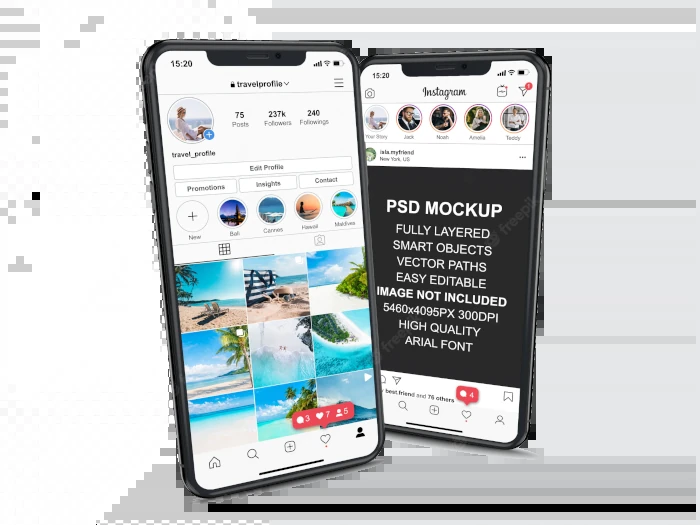 15:20
travelprofile
75
Posts
237k
Followers
240
Followings
travel_profile
Edit Profile
Promotions
Insights
Contact
New
Bali
Cannes
Hawaii
Maldives
3
7
5
15:20
Instagram
1
Your Story
Jack
Noah
Amelie
Teddy
isla.myfriend
New York, US
PSD MOCKUP
FULLY LAYERED
SMART OBJECTS
VECTOR PATHS
EASY EDITABLE
IMAGE NOT INCLUDED
5460x4095PX 300DPI
HIGH QUALITY
ARIAL FONT
best.friend and 76 others
4